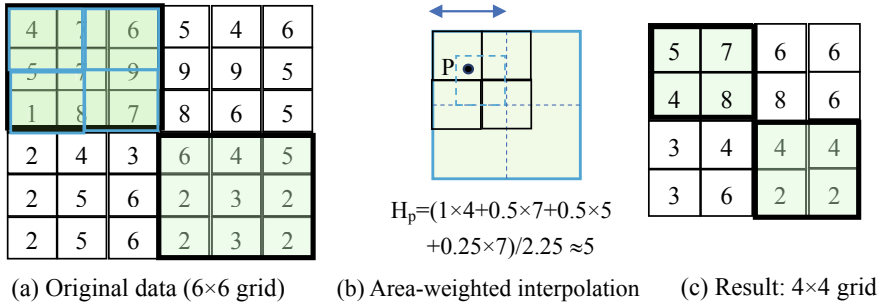 4 7 6 5 4 6
5 7 9 9 9 5
1 8 7 8 6 5
2 4 3 6 4 5
2 5 6 2 3 2
2 5 6 2 3 2
(a) Original data (6×6 grid)
P
Hp=(1×4+0.5×7+0.5×5
+0.25×7)/2.25 ≈5
(b) Area-weighted interpolation
5 7 6 6
4 8 8 6
3 4 4 4
3 6 2 2
(c) Result: 4×4 grid